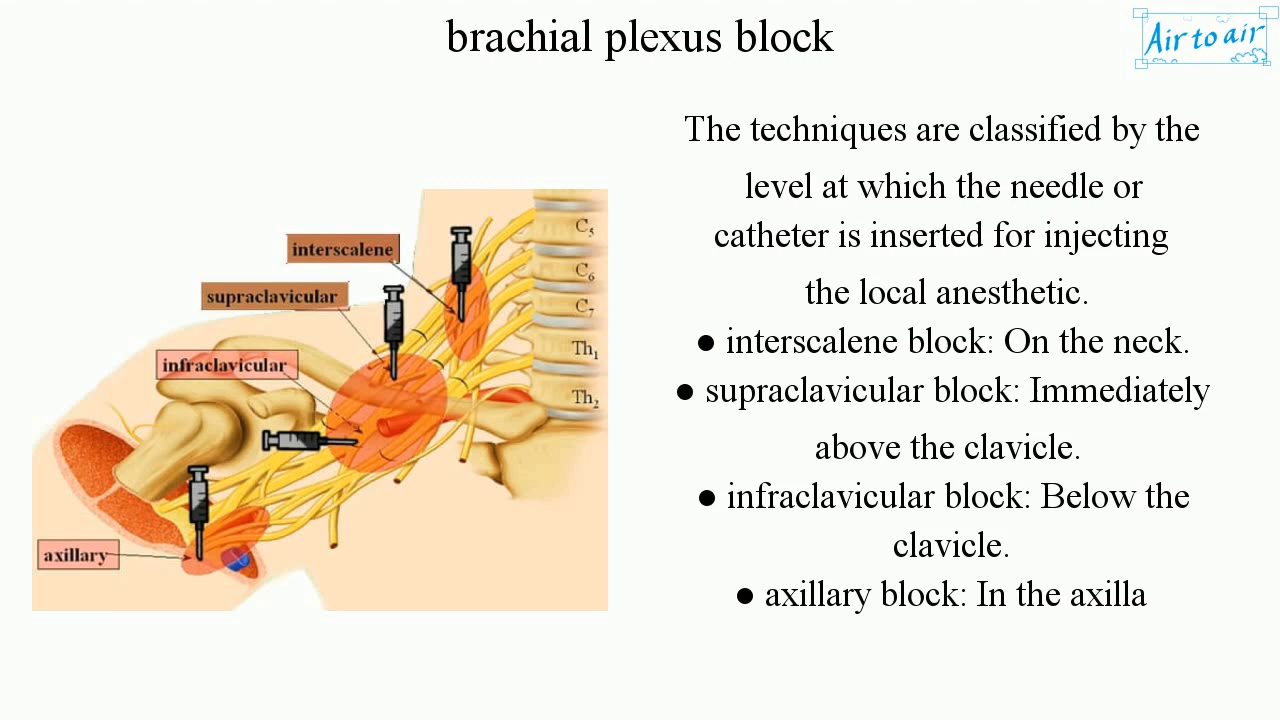 brachial plexus block
Air to air
The techniques are classified by the
level at which the needle or
catheter is inserted for injecting
the local anesthetic.
● interscalene block: On the neck.
● supraclavicular block: Immediately
above the clavicle.
● infraclavicular block: Below the
clavicle.
● axillary block: In the axilla
interscalene
supraclavicular
infraclavicular
axillary
C5
C6
C7
Th1
Th2